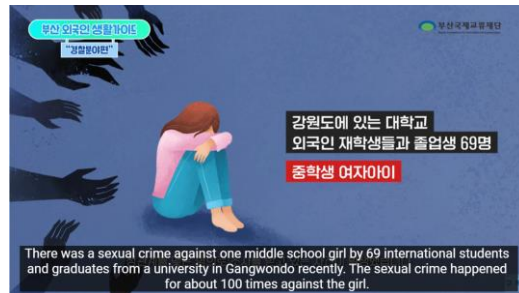 부산 외국인 생활가이드
"경찰분야편"
부산국제교류재단
강원도에 있는 대학교
외국인 재학생들과 졸업생 69명
중학생 여자아이
There was a sexual crime against one middle school girl by 69 international students
and graduates from a university in Gangwondo recently. The sexual crime happened
for about 100 times against the girl.